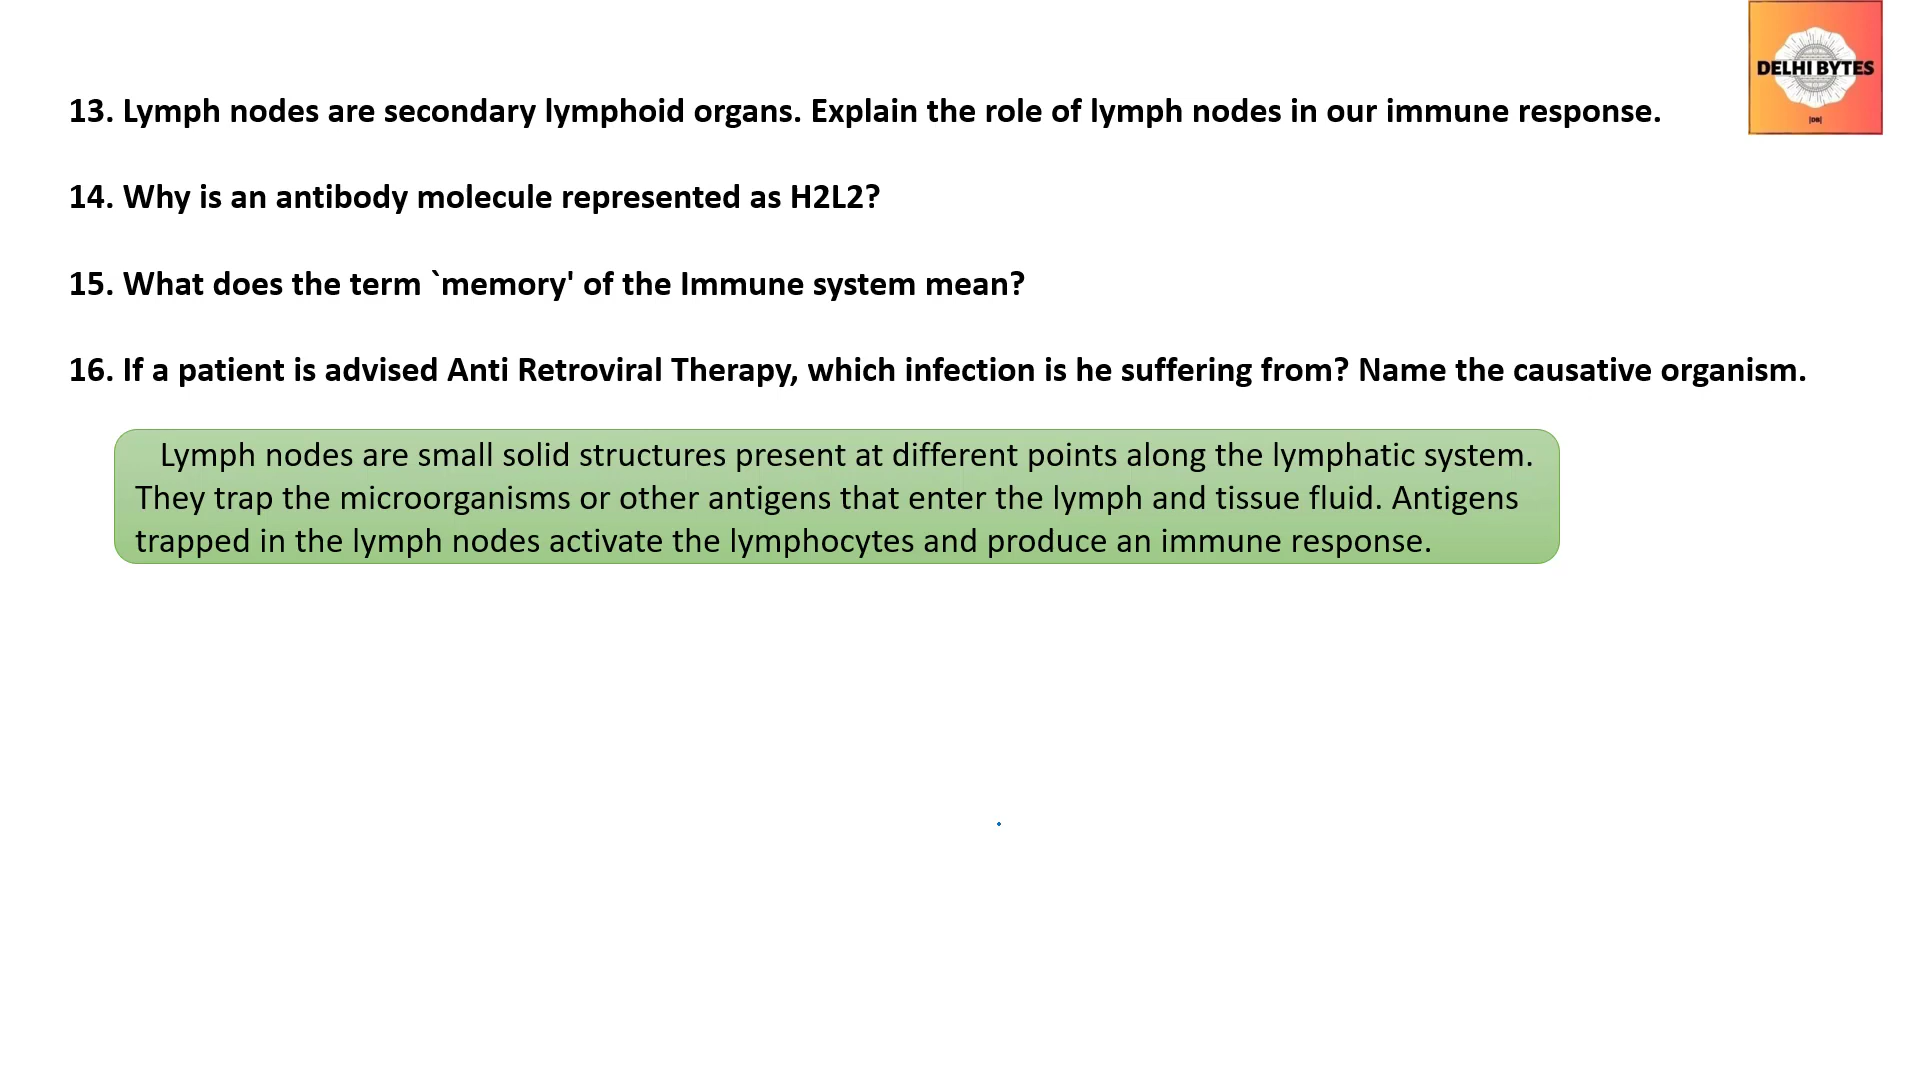 DELHI BYTES
|DB|
13. Lymph nodes are secondary lymphoid organs. Explain the role of lymph nodes in our immune response.
14. Why is an antibody molecule represented as H2L2?
15. What does the term `memory' of the Immune system mean?
16. If a patient is advised Anti Retroviral Therapy, which infection is he suffering from? Name the causative organism.
Lymph nodes are small solid structures present at different points along the lymphatic system.
They trap the microorganisms or other antigens that enter the lymph and tissue fluid. Antigens
trapped in the lymph nodes activate the lymphocytes and produce an immune response.